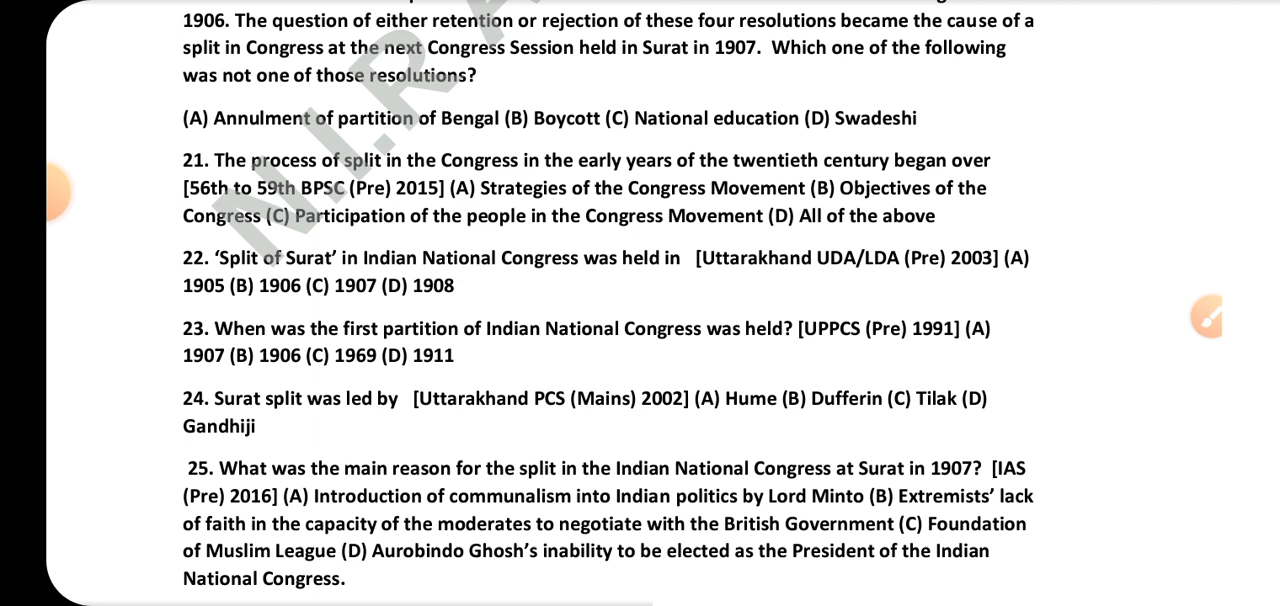 1906. The question of either retention or rejection of these four resolutions became the cause of a
split in Congress at the next Congress Session held in Surat in 1907.  Which one of the following
was not one of those resolutions?
(A) Annulment of partition of Bengal (B) Boycott (C) National education (D) Swadeshi
21. The process of split in the Congress in the early years of the twentieth century began over
[56th to 59th BPSC (Pre) 2015] (A) Strategies of the Congress Movement (B) Objectives of the
Congress (C) Participation of the people in the Congress Movement (D) All of the above
22. ‘Split of Surat’ in Indian National Congress was held in   [Uttarakhand UDA/LDA (Pre) 2003] (A)
1905 (B) 1906 (C) 1907 (D) 1908
23. When was the first partition of Indian National Congress was held? [UPPCS (Pre) 1991] (A)
1907 (B) 1906 (C) 1969 (D) 1911
24. Surat split was led by   [Uttarakhand PCS (Mains) 2002] (A) Hume (B) Dufferin (C) Tilak (D)
Gandhiji
25. What was the main reason for the split in the Indian National Congress at Surat in 1907?  [IAS
(Pre) 2016] (A) Introduction of communalism into Indian politics by Lord Minto (B) Extremists’ lack
of faith in the capacity of the moderates to negotiate with the British Government (C) Foundation
of Muslim League (D) Aurobindo Ghosh’s inability to be elected as the President of the Indian
National Congress.
N.I.R A